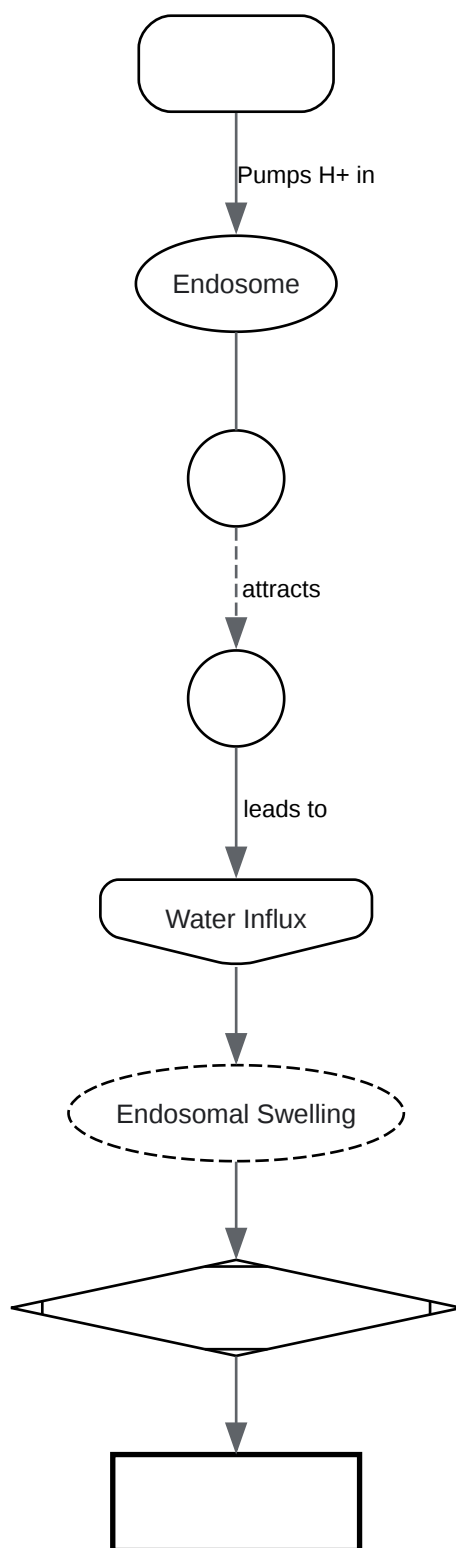 Pumps H+ in
Endosome
attracts
leads to
Water Influx
Endosomal Swelling